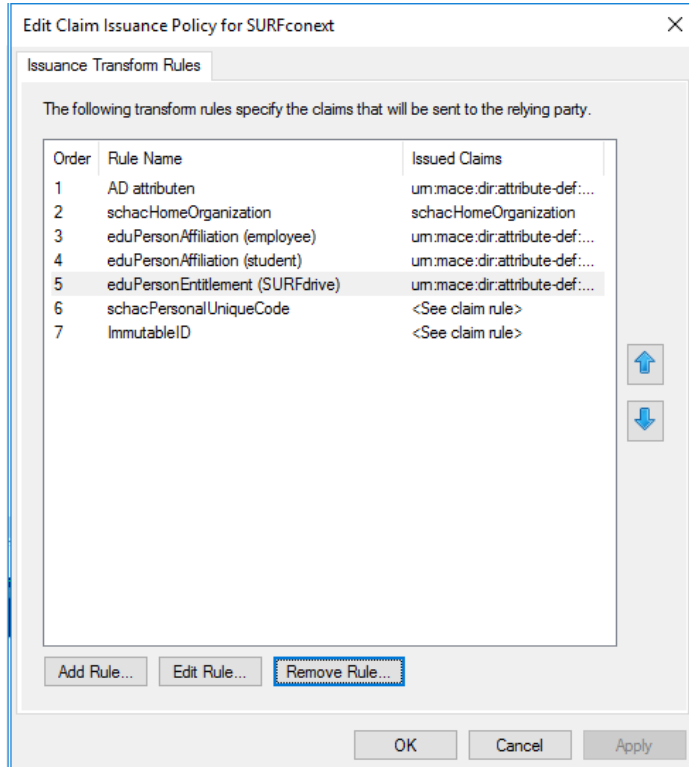 Edit Claim Issuance Policy for SURFconext
Issuance Transform Rules
The following transform rules specify the claims that will be sent to the relying party.
Order Rule Name Issued Claims
1 AD attributen urn:mace:dir:attribute-def:...
2 schacHomeOrganization schacHomeOrganization
3 eduPersonAffiliation (employee) urn:mace:dir:attribute-def:...
4 eduPersonAffiliation (student) urn:mace:dir:attribute-def:...
5 eduPersonEntitlement (SURFdrive) urn:mace:dir:attribute-def:...
6 schacPersonalUniqueCode <See claim rule>
7 ImmutableID <See claim rule>
Add Rule... Edit Rule... Remove Rule...
OK Cancel Apply